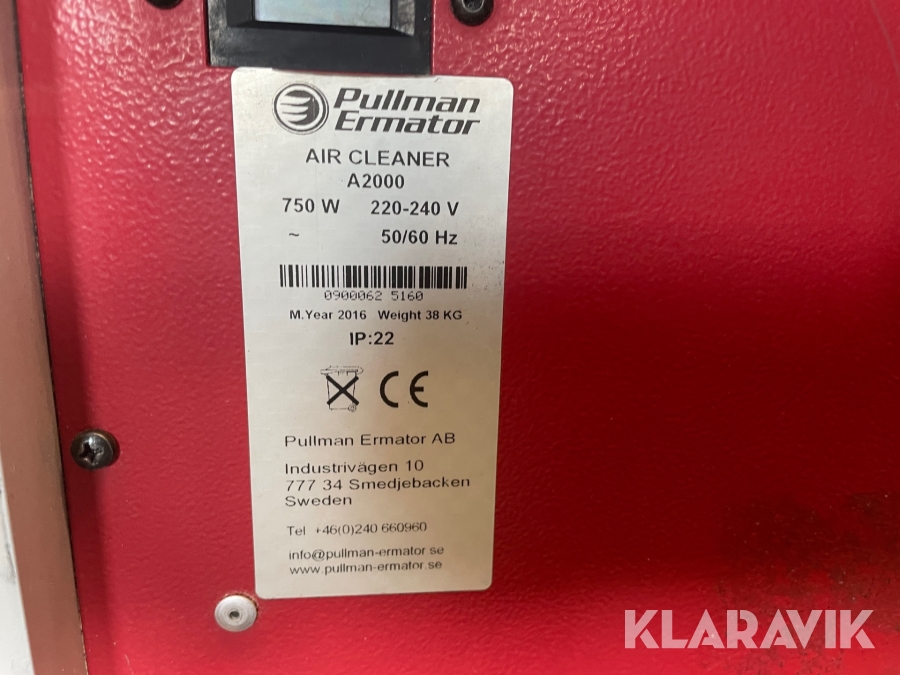 Pullman
Ermator
AIR CLEANER
A2000
750 W 220-240 V
~ 50/60 Hz
0900062 5160
M.Year 2016 Weight 38 KG
IP:22
CE
Pullman Ermator AB
Industrivägen 10
777 34 Smedjebacken
Sweden
Tel +46(0)240 660960
info@pullman-ermator.se
www.pullman-ermator.se
KLARAVIK